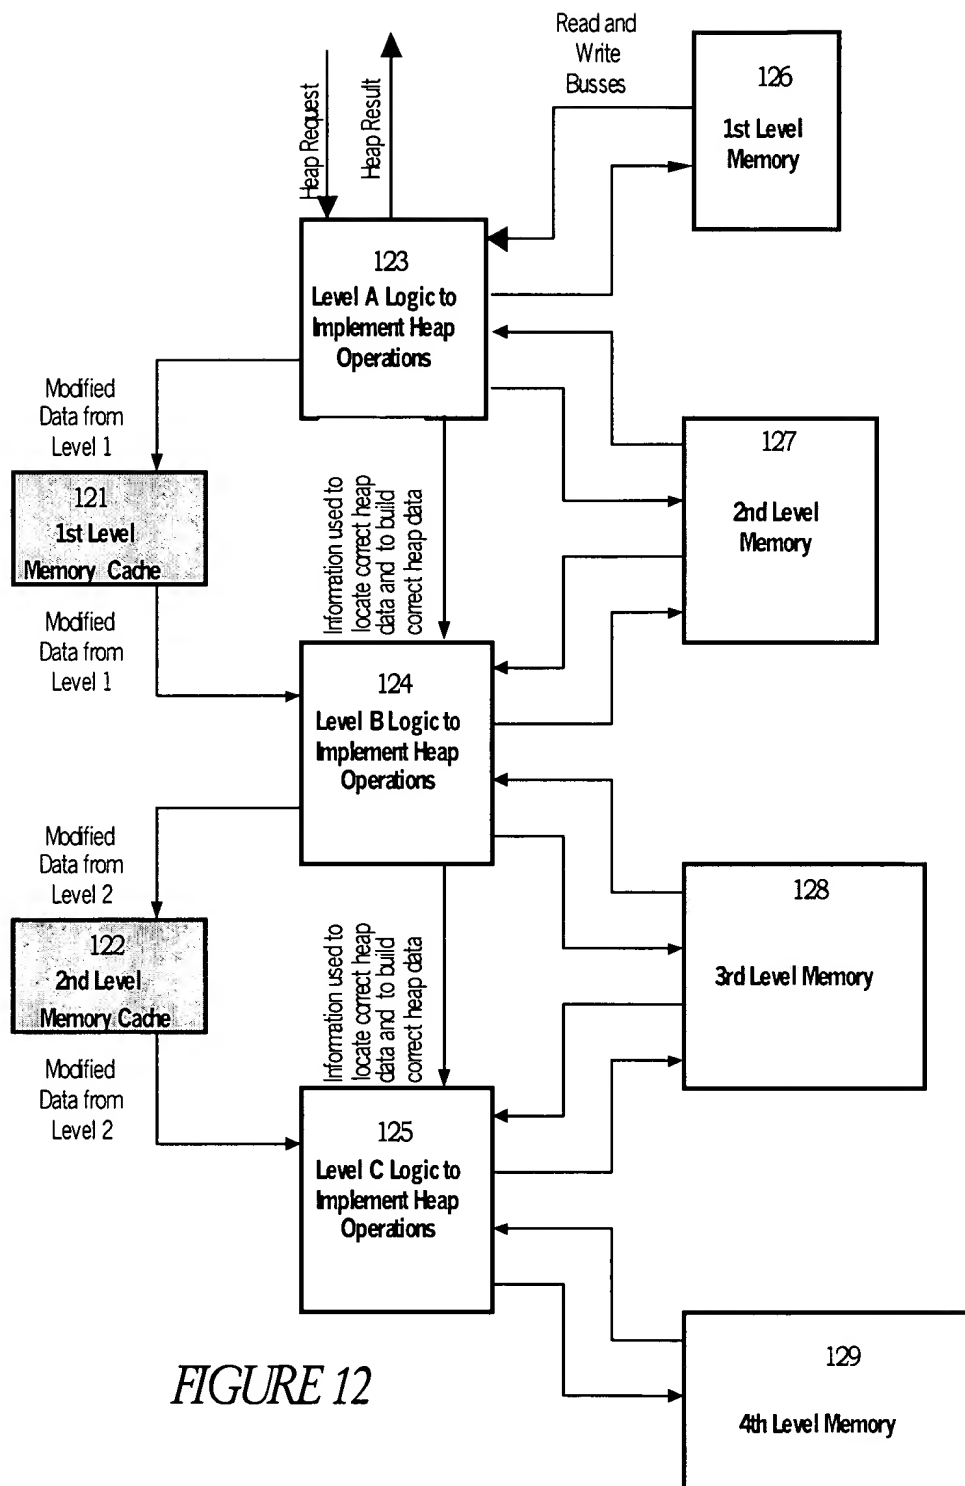 Read and
Write
Busses
Heap Request
Heap Result
126
1st Level
Memory
123
Level A Logic to
Implement Heap
Operations
Modified
Data from
Level 1
127
2nd Level
Memory
121
1st Level
Memory Cache
Information used to
locate correct heap
data and to build
correct heap data
Modified
Data from
Level 1
124
Level B Logic to
Implement Heap
Operations
Modified
Data from
Level 2
128
3rd Level Memory
122
2nd Level
Memory Cache
Information used to
locate correct heap
data and to build
correct heap data
Modified
Data from
Level 2
125
Level C Logic to
Implement Heap
Operations
129
4th Level Memory
FIGURE 12